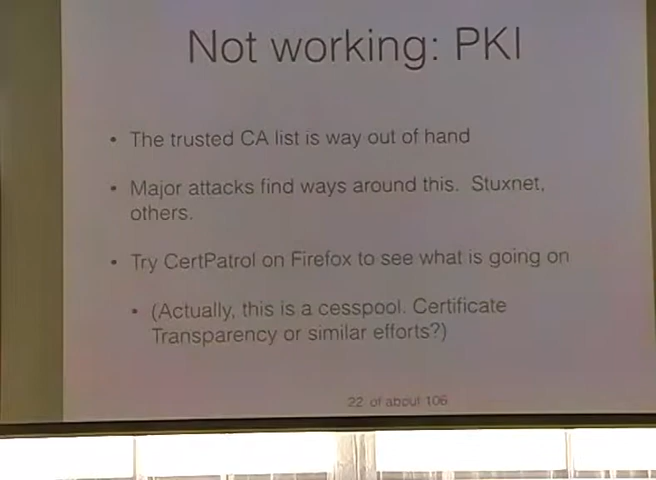 Not working: PKI
• The trusted CA list is way out of hand
• Major attacks find ways around this. Stuxnet,
others.
• Try CertPatrol on Firefox to see what is going on
• (Actually, this is a cesspool. Certificate
Transparency or similar efforts?)
22 of about 106